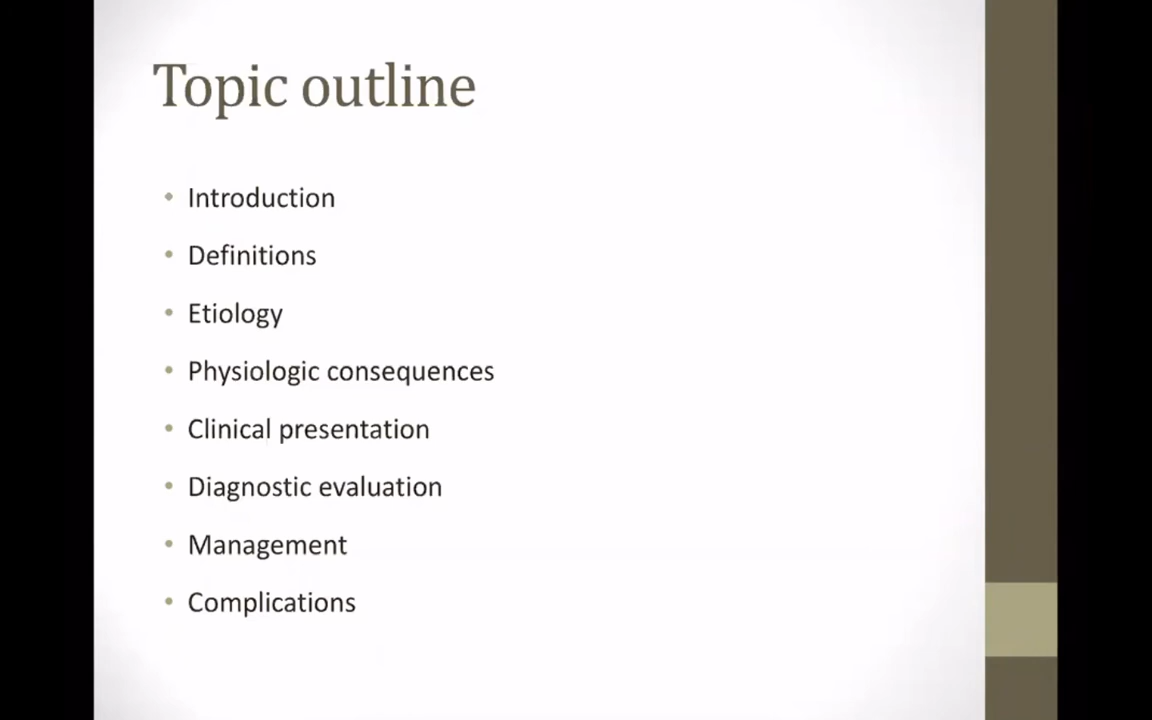 Topic outline
• Introduction
• Definitions
• Etiology
• Physiologic consequences
• Clinical presentation
• Diagnostic evaluation
• Management
• Complications